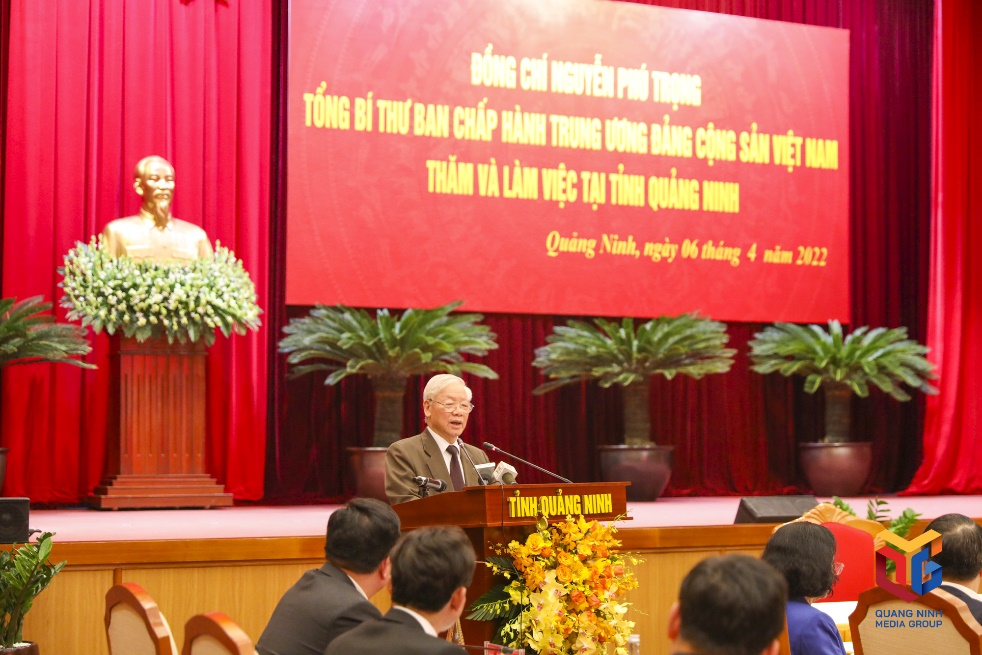 ĐỒNG CHÍ NGUYỄN PHÚ TRỌNG
TỔNG BÍ THƯ BAN CHẤP HÀNH TRUNG ƯƠNG ĐẢNG CỘNG SẢN VIỆT NAM
THĂM VÀ LÀM VIỆC TẠI TỈNH QUẢNG NINH
Quảng Ninh, ngày 06 tháng 4 năm 2022
TỈNH QUẢNG NINH
QUANG NINH
MEDIA GROUP